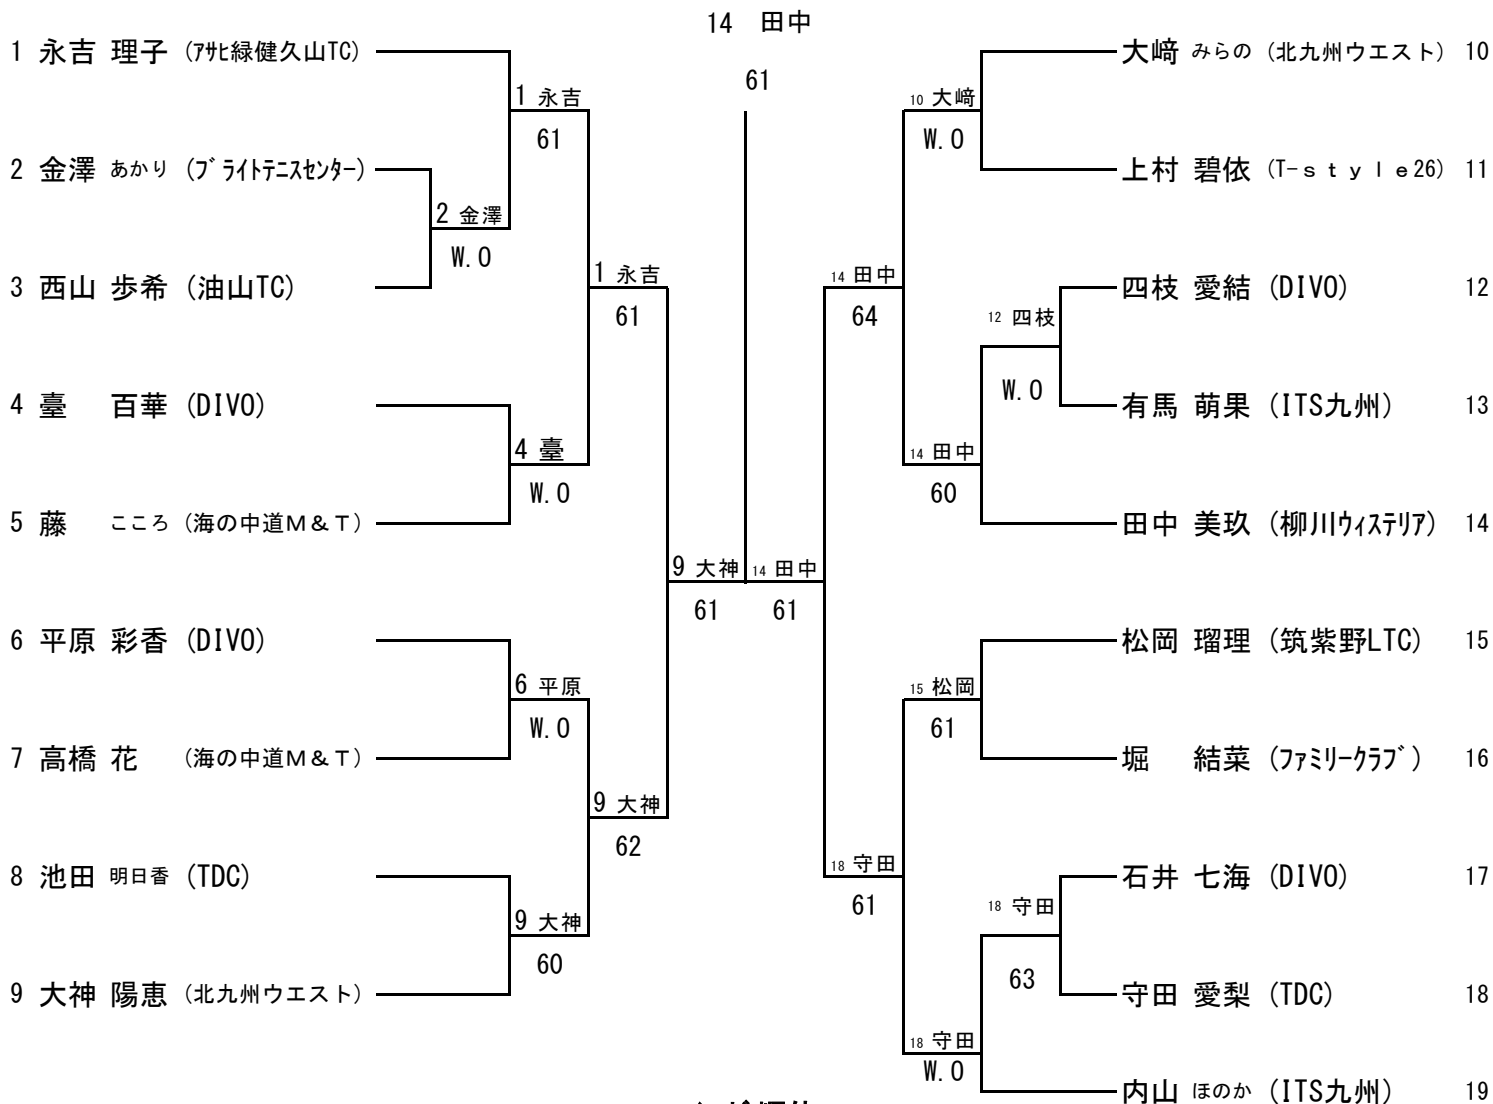 14 田中
61
1 永吉 理子 (ｱｻﾋ緑健久山TC)
1 永吉
61
2 金澤 あかり (ﾌﾞﾗｲﾄﾃﾆｽｾﾝﾀｰ)
2 金澤
W.O
3 西山 歩希 (油山TC)
1 永吉
61
4 臺 百華 (DIVO)
4 臺
W.O
5 藤 こころ (海の中道Ｍ＆Ｔ)
9 大神
61
6 平原 彩香 (DIVO)
6 平原
W.O
7 高橋 花 (海の中道Ｍ＆Ｔ)
9 大神
62
8 池田 明日香 (TDC)
9 大神
60
9 大神 陽恵 (北九州ウエスト)
大﨑 みらの (北九州ウエスト) 10
10 大﨑
W.O
上村 碧依 (T-ｓｔｙｌｅ26) 11
14 田中
64
四枝 愛結 (DIVO) 12
12 四枝
W.O
有馬 萌果 (ITS九州) 13
14 田中
60
田中 美玖 (柳川ｳｨｽﾃﾘｱ) 14
14 田中
61
松岡 瑠理 (筑紫野LTC) 15
15 松岡
61
堀 結菜 (ﾌｧﾐﾘｰｸﾗﾌﾞ) 16
18 守田
61
石井 七海 (DIVO) 17
18 守田
63
守田 愛梨 (TDC) 18
18 守田
W.O
内山 ほのか (ITS九州) 19